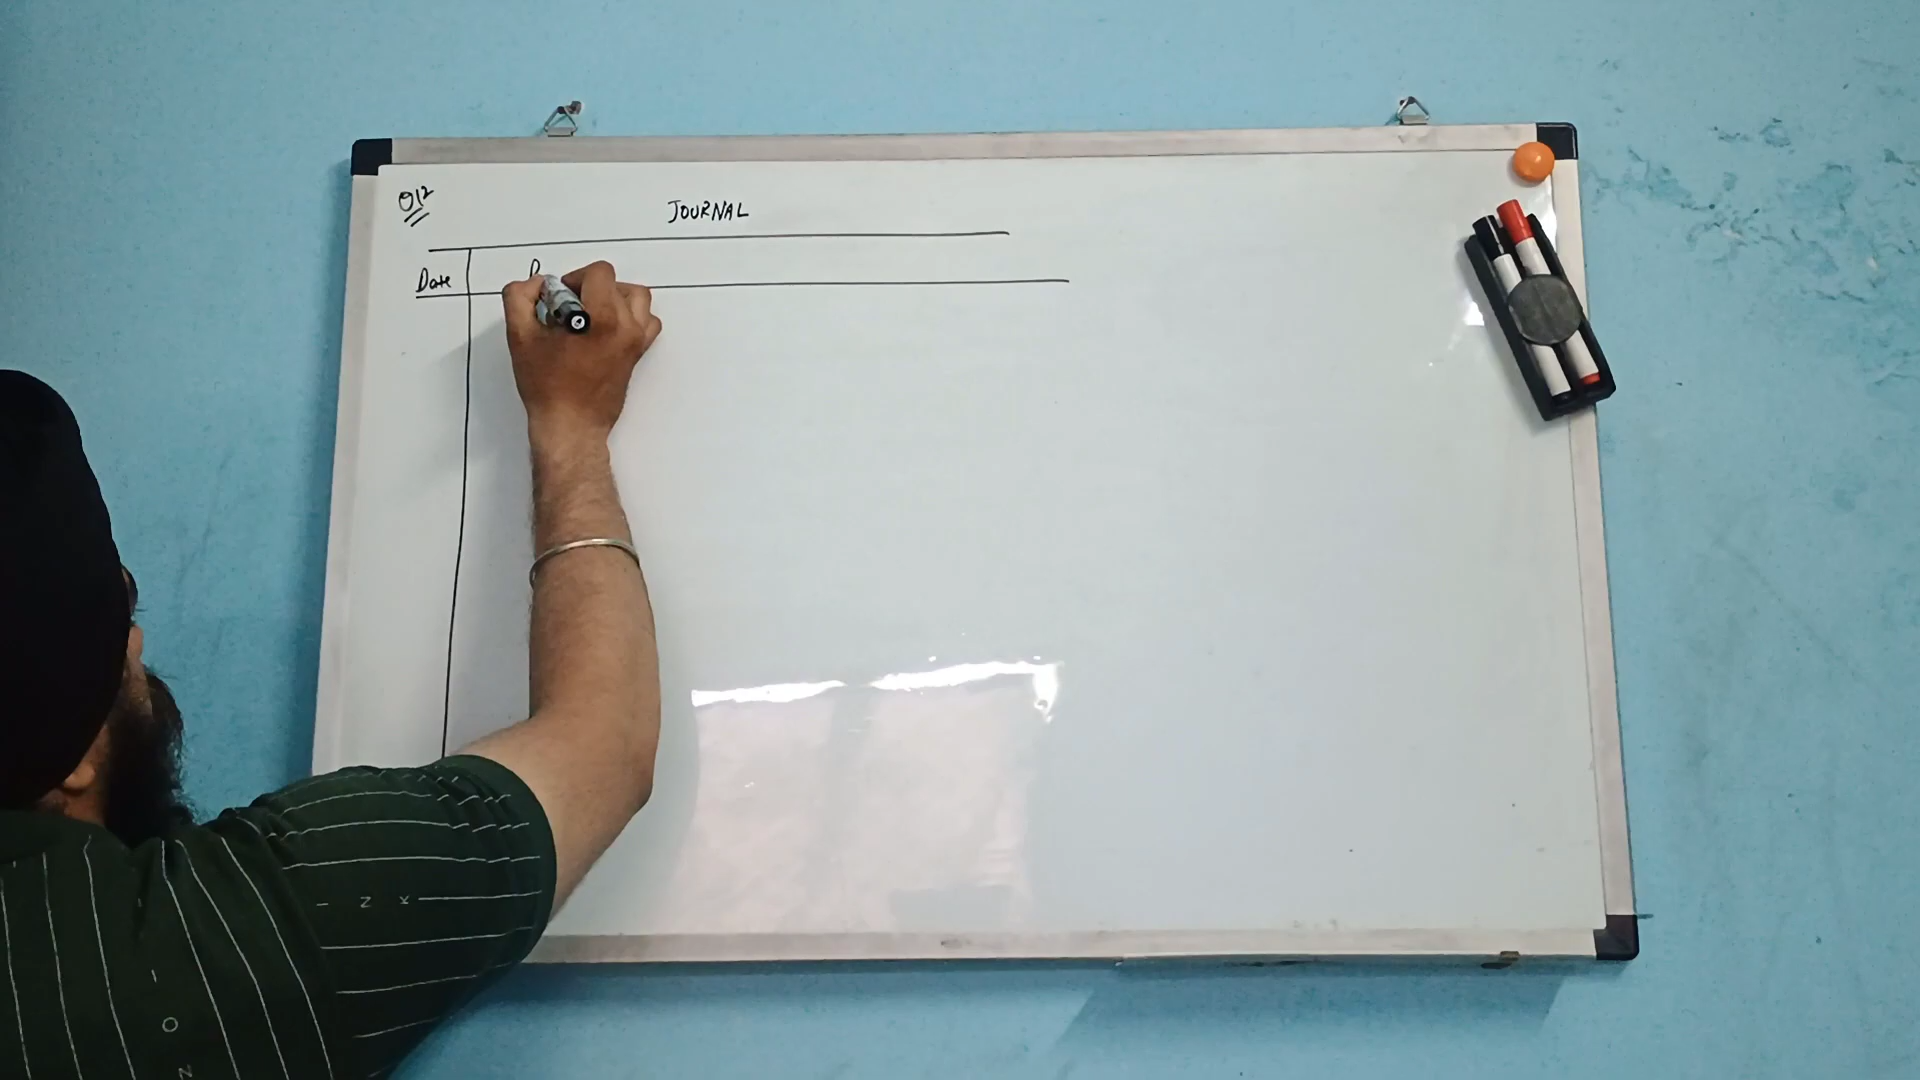 Q12
JOURNAL
Date P
I Z K
O
Z